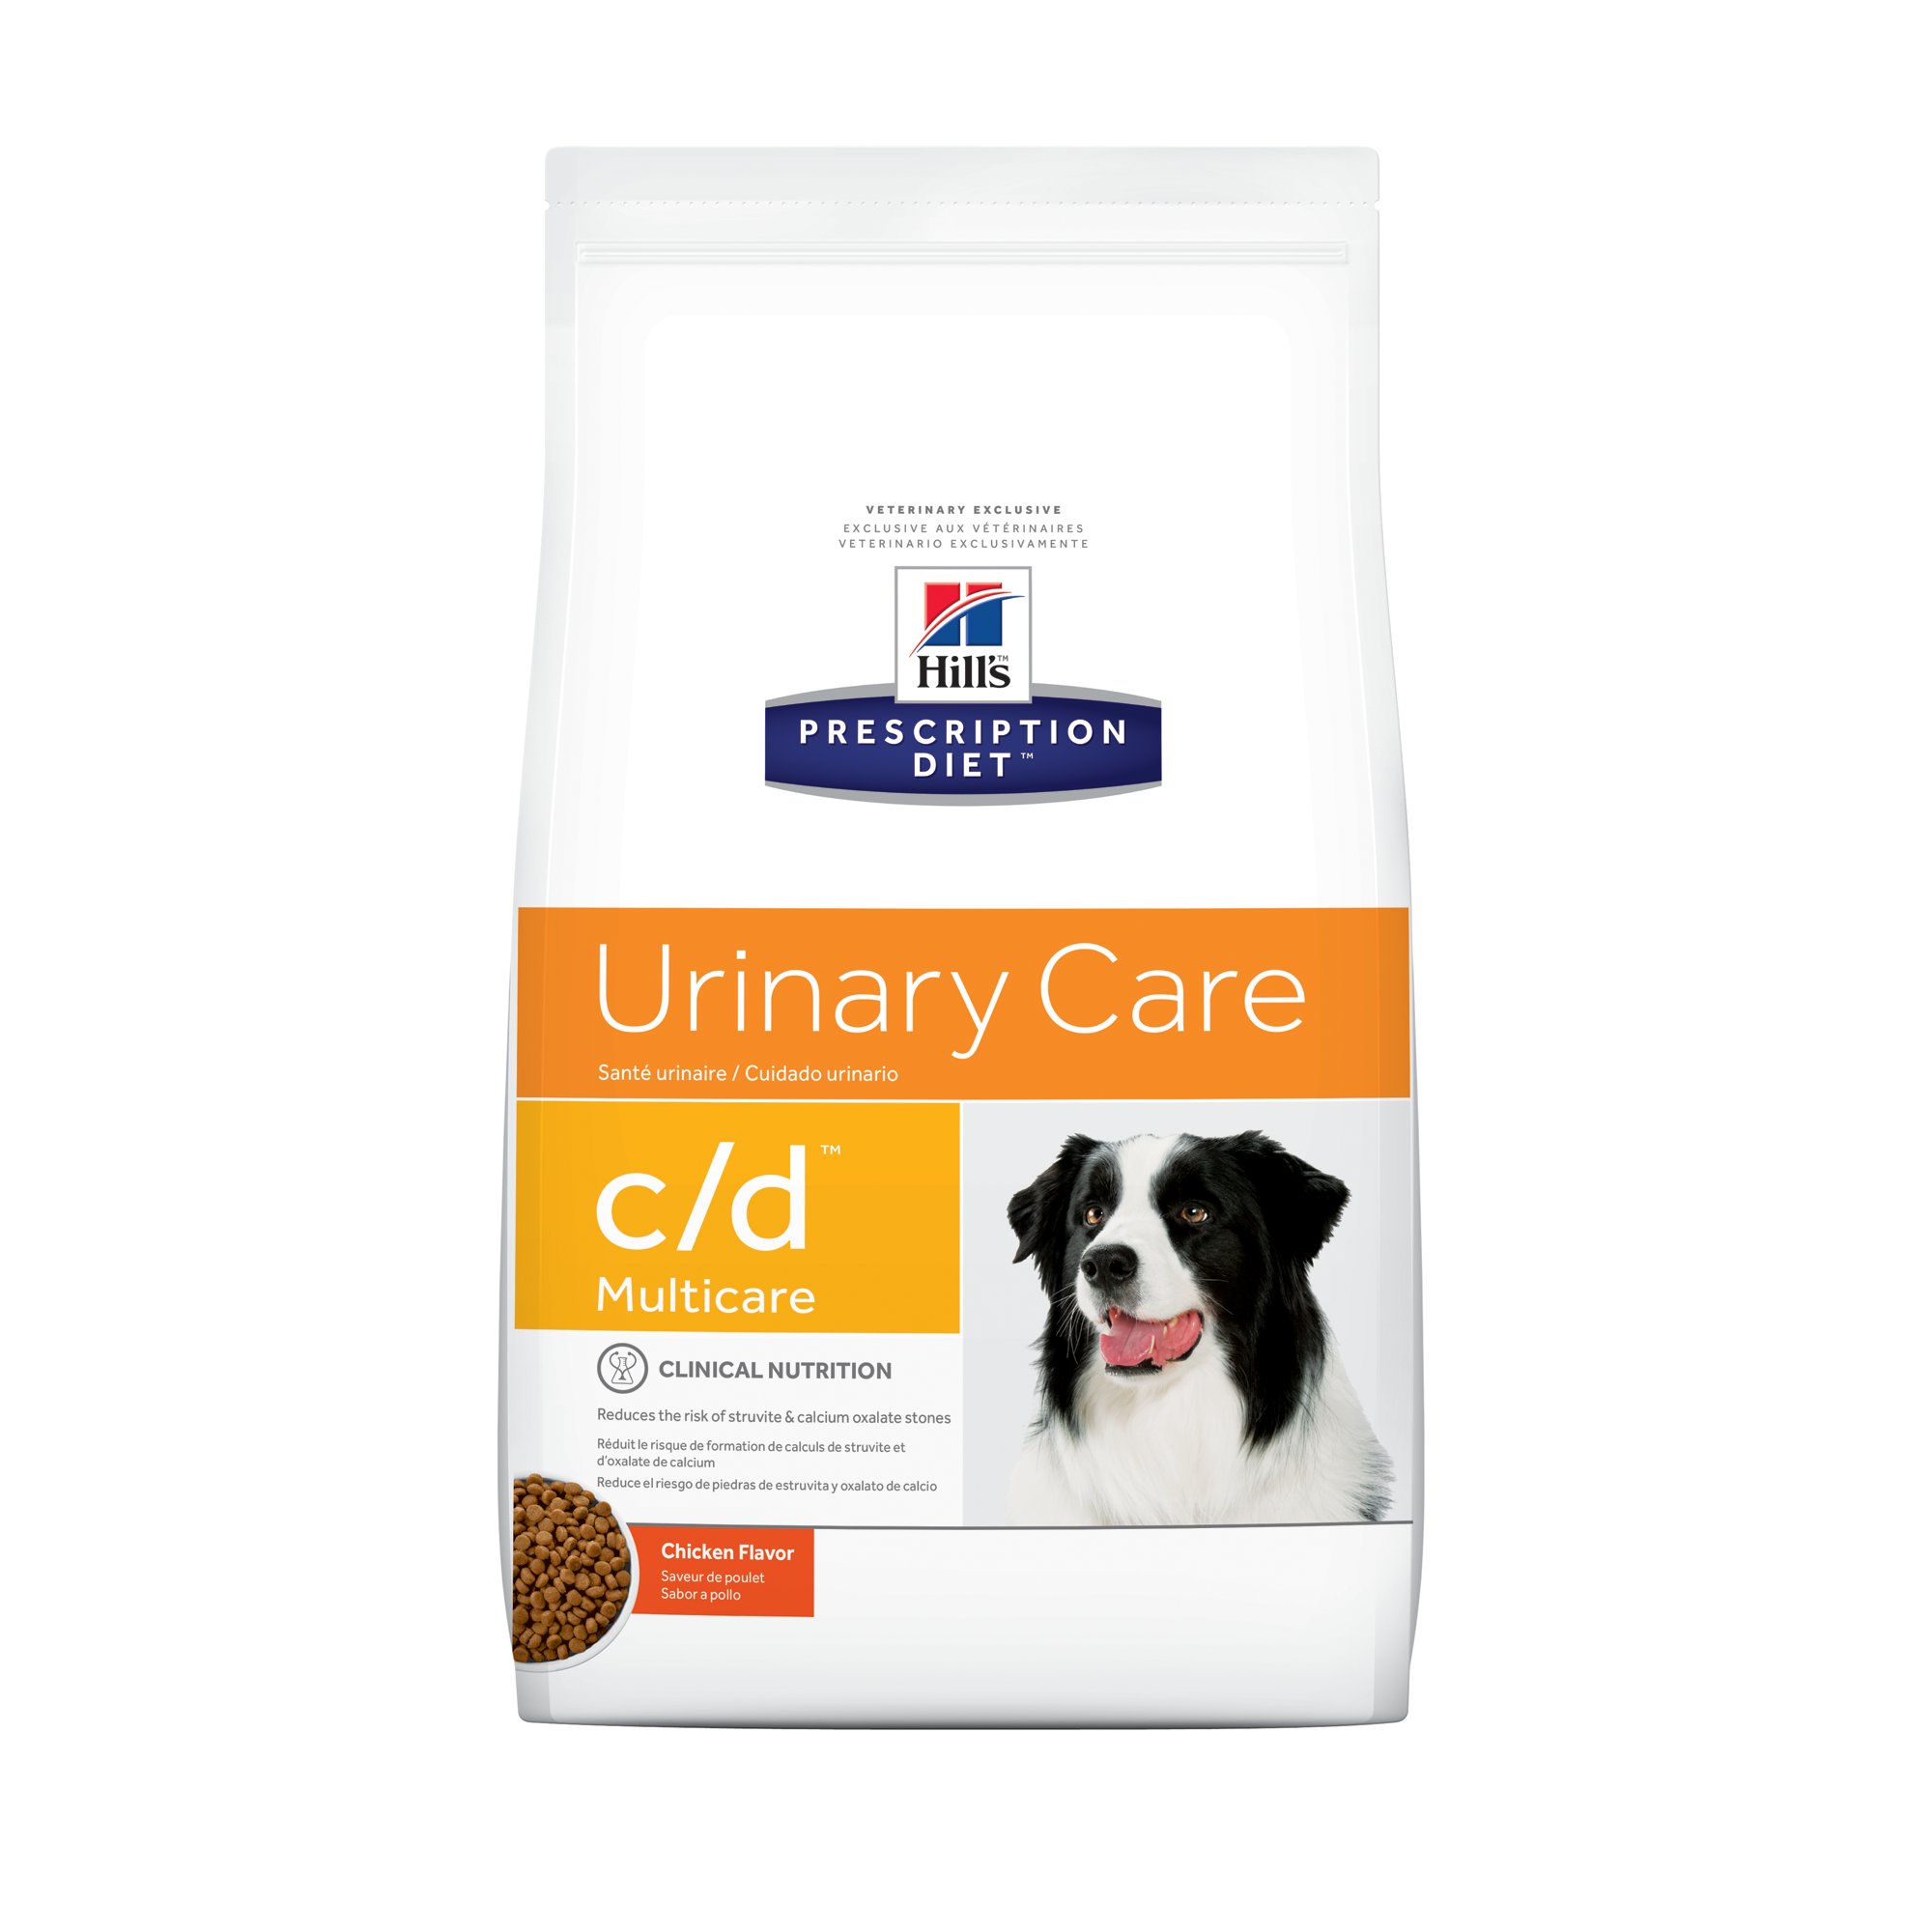 VETERINARY EXCLUSIVE
EXCLUSIVE AUX VÉTÉRINAIRES
VETERINARIO EXCLUSIVAMENTE
Hill's™
PRESCRIPTION
DIET™
Urinary Care
Santé urinaire / Cuidado urinario
c/d™
Multicare
CLINICAL NUTRITION
Reduces the risk of struvite & calcium oxalate stones
Réduit le risque de formation de calculs de struvite et
d'oxalate de calcium
Reduce el riesgo de piedras de estruvita y oxalato de calcio
Chicken Flavor
Saveur de poulet
Sabor a pollo